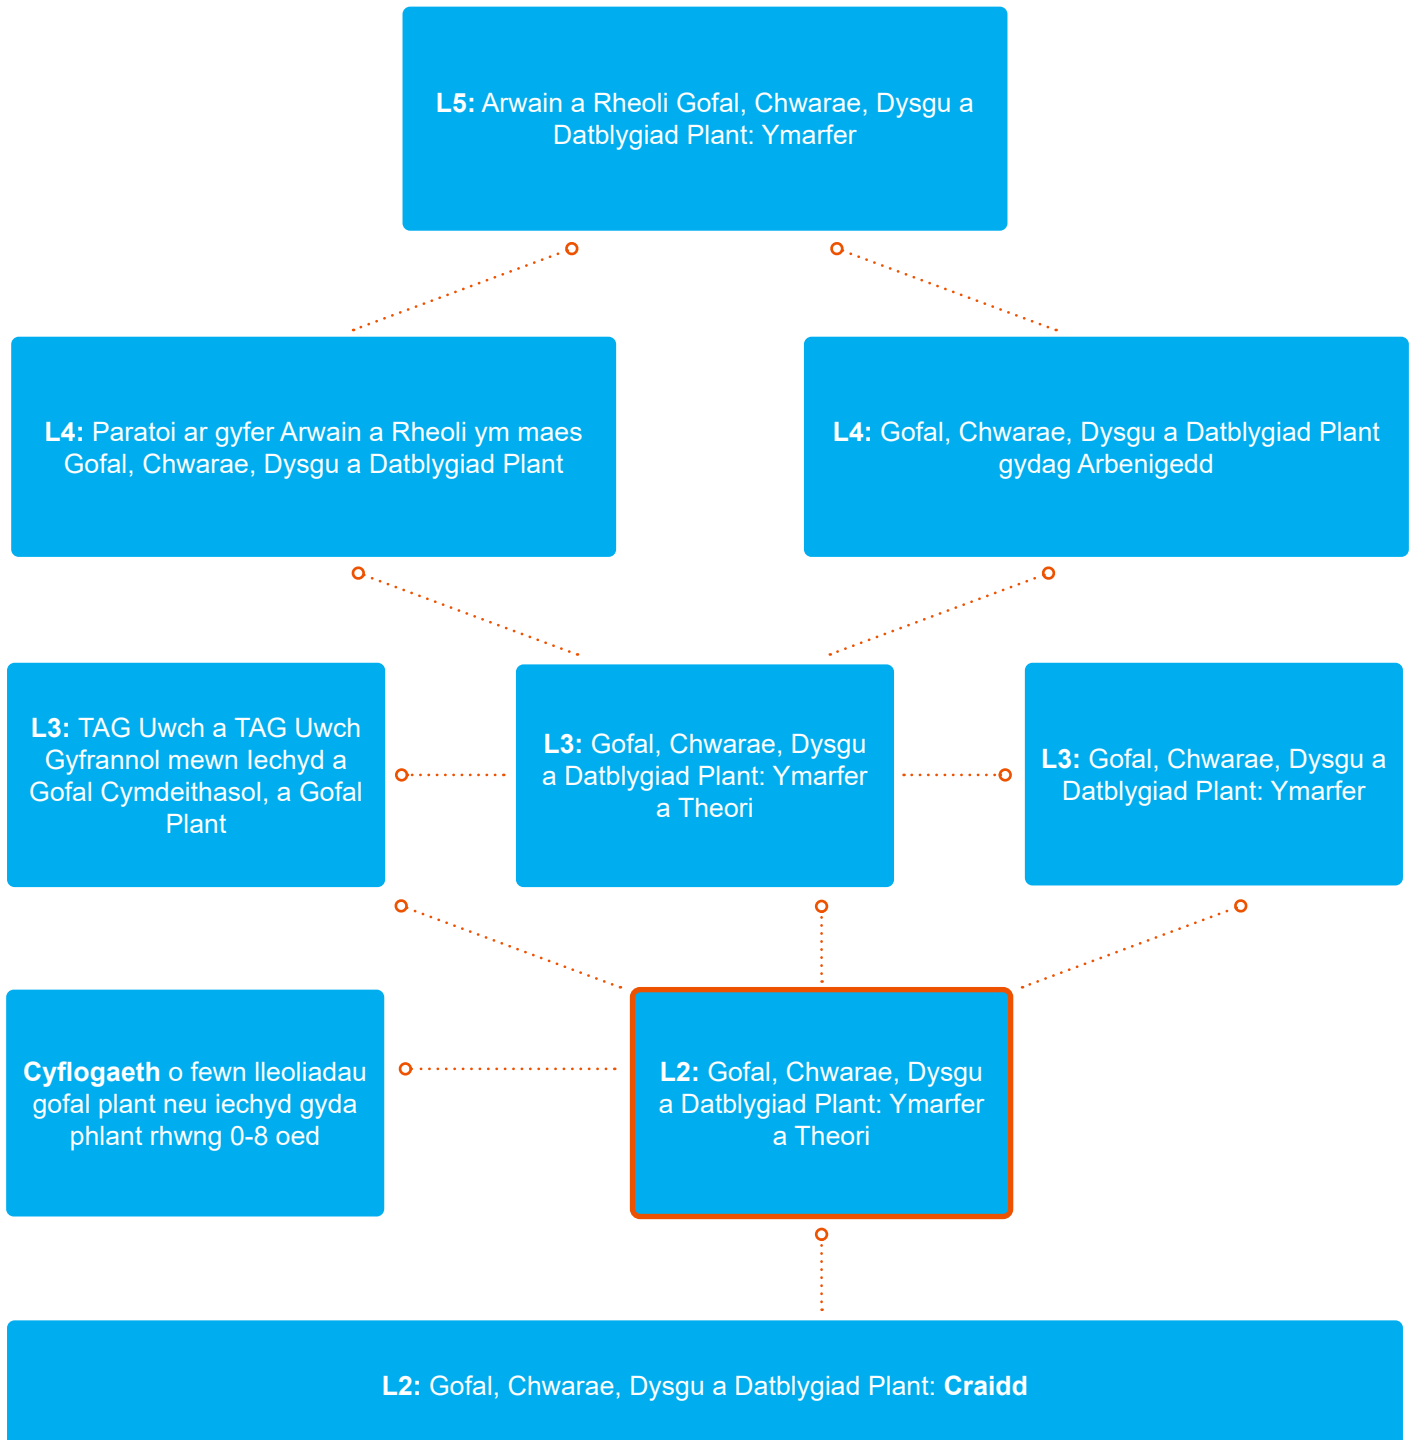 L5: Arwain a Rheoli Gofal, Chwarae, Dysgu a
Datblygiad Plant: Ymarfer
L4: Paratoi ar gyfer Arwain a Rheoli ym maes
Gofal, Chwarae, Dysgu a Datblygiad Plant
L4: Gofal, Chwarae, Dysgu a Datblygiad Plant
gydag Arbenigedd
L3: TAG Uwch a TAG Uwch
Gyfrannol mewn Iechyd a
Gofal Cymdeithasol, a Gofal
Plant
L3: Gofal, Chwarae, Dysgu
a Datblygiad Plant: Ymarfer
a Theori
L3: Gofal, Chwarae, Dysgu a
Datblygiad Plant: Ymarfer
Cyflogaeth o fewn lleoliadau
gofal plant neu iechyd gyda
phlant rhwng 0-8 oed
L2: Gofal, Chwarae, Dysgu
a Datblygiad Plant: Ymarfer
a Theori
L2: Gofal, Chwarae, Dysgu a Datblygiad Plant: Craidd